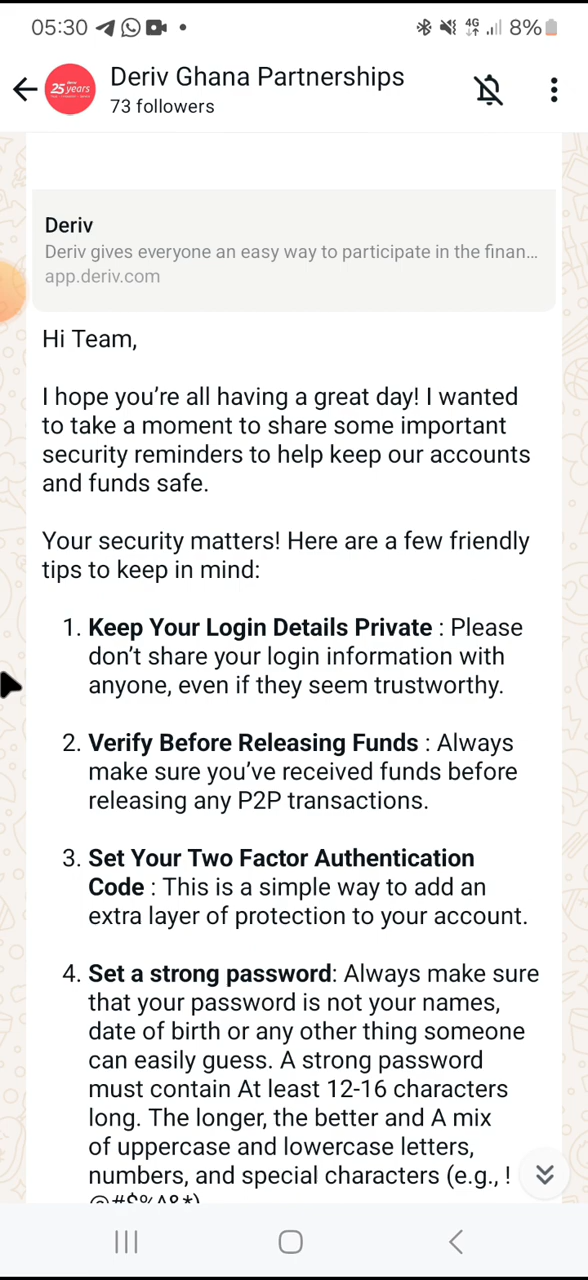 05:30
4G
8%
deriv
25 years
Deriv Ghana Partnerships
73 followers
Deriv
Deriv gives everyone an easy way to participate in the finan...
app.deriv.com
Hi Team,
I hope you're all having a great day! I wanted
to take a moment to share some important
security reminders to help keep our accounts
and funds safe.
Your security matters! Here are a few friendly
tips to keep in mind:
1. Keep Your Login Details Private : Please
don't share your login information with
anyone, even if they seem trustworthy.
2. Verify Before Releasing Funds : Always
make sure you've received funds before
releasing any P2P transactions.
3. Set Your Two Factor Authentication
Code : This is a simple way to add an
extra layer of protection to your account.
4. Set a strong password: Always make sure
that your password is not your names,
date of birth or any other thing someone
can easily guess. A strong password
must contain At least 12-16 characters
long. The longer, the better and A mix
of uppercase and lowercase letters,
numbers, and special characters (e.g., !
@#$%^&*)